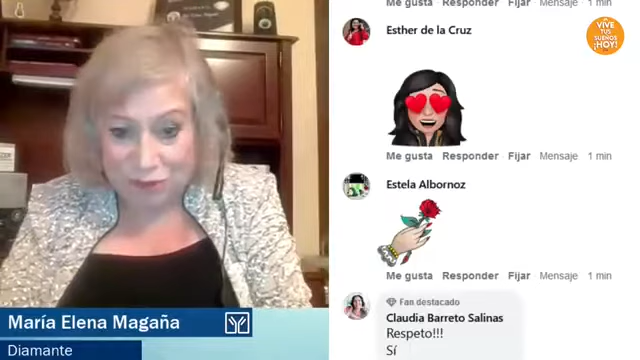 María Elena Magaña
Diamante
Me gusta Responder Fijar Mensaje 1 min
Esther de la Cruz
VIVE
TUS
SUEÑOS
¡HOY!
Me gusta Responder Fijar Mensaje 1 min
Estela Albornoz
Me gusta Responder Fijar Mensaje 1 min
Fan destacado
Claudia Barreto Salinas
Respeto!!!
Sí